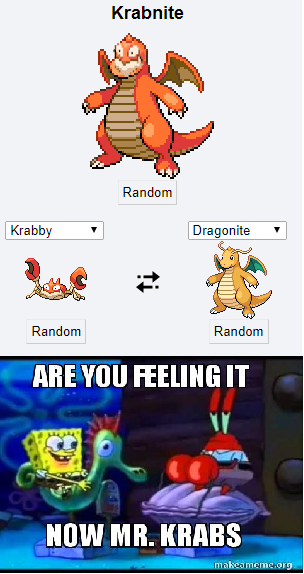 Krabnite
Random
Krabby
Dragonite
Random
Random
ARE YOU FEELING IT
NOW MR. KRABS
makeameme.org